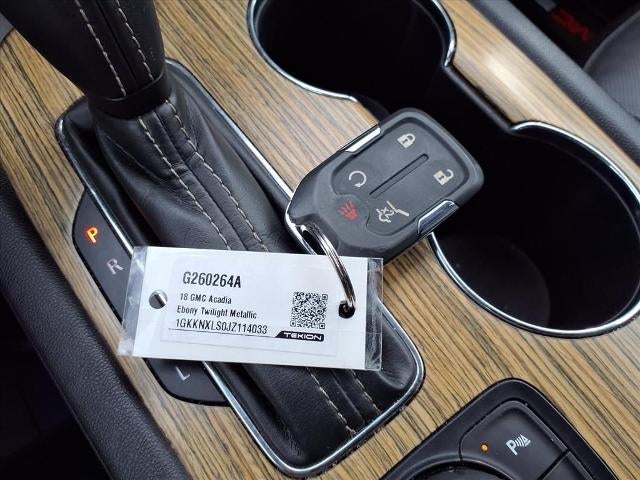 P
R
L
G260264A
18 GMC Acadia
Ebony Twilight Metallic
1GKKNXLS0JZ114033
TEKION
P